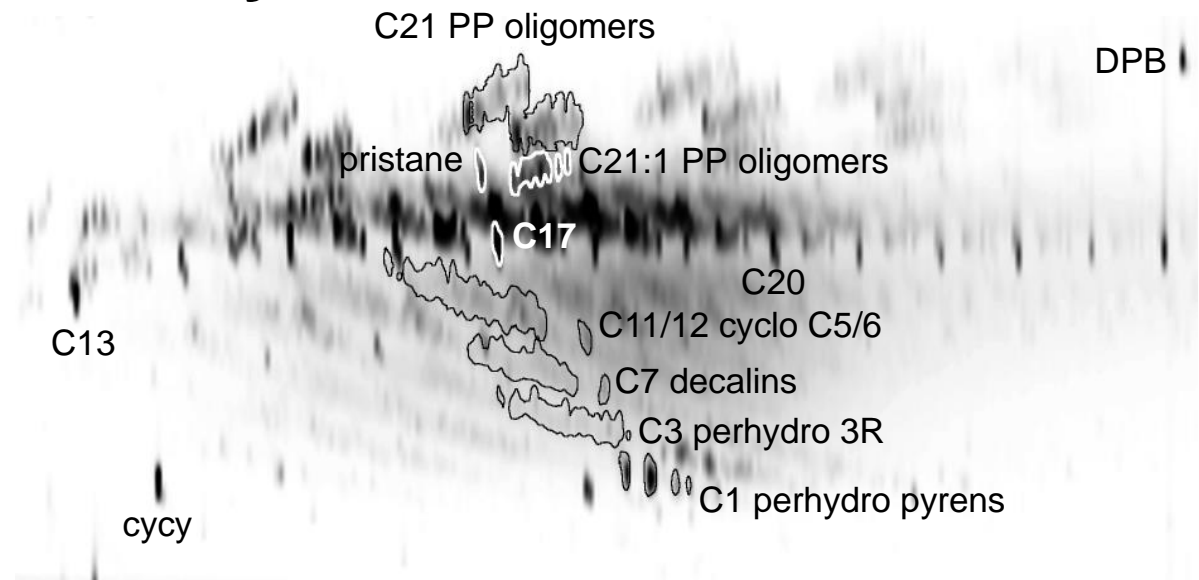 C21 PP oligomers
DPB
pristane
C21:1 PP oligomers
C17
C20
C11/12 cyclo C5/6
C13
C7 decalins
C3 perhydro 3R
C1 perhydro pyrens
cycy